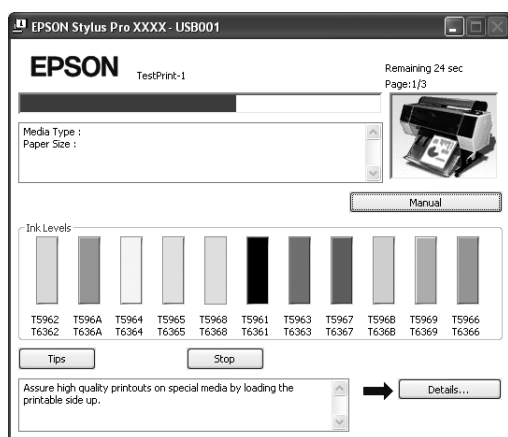 EPSON Stylus Pro XXXX - USB001
EPSON
TestPrint-1
Remaining 24 sec
Page:1/3
Media Type :
Paper Size :
Manual
Ink Levels
T5962 T596A T5964 T5965 T5968 T5961 T5963 T5967 T596B T5969 T5966
T6362 T636A T6364 T6365 T6368 T6361 T6363 T6367 T636B T6369 T6366
Tips
Stop
Assure high quality printouts on special media by loading the
printable side up.
Details...